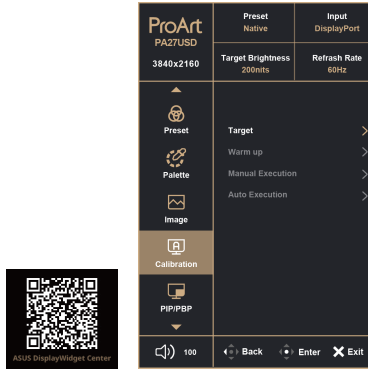 ProArt
PA27USD
3840x2160
Preset
Native
Input
DisplayPort
Target Brightness
200nits
Refrash Rate
60Hz
Preset
Palette
Image
A
Calibration
PIP/PBP
Target
Warm up
Manual Execution
Auto Execution
100
Back
Enter
Exit
ASUS DisplayWidget Center